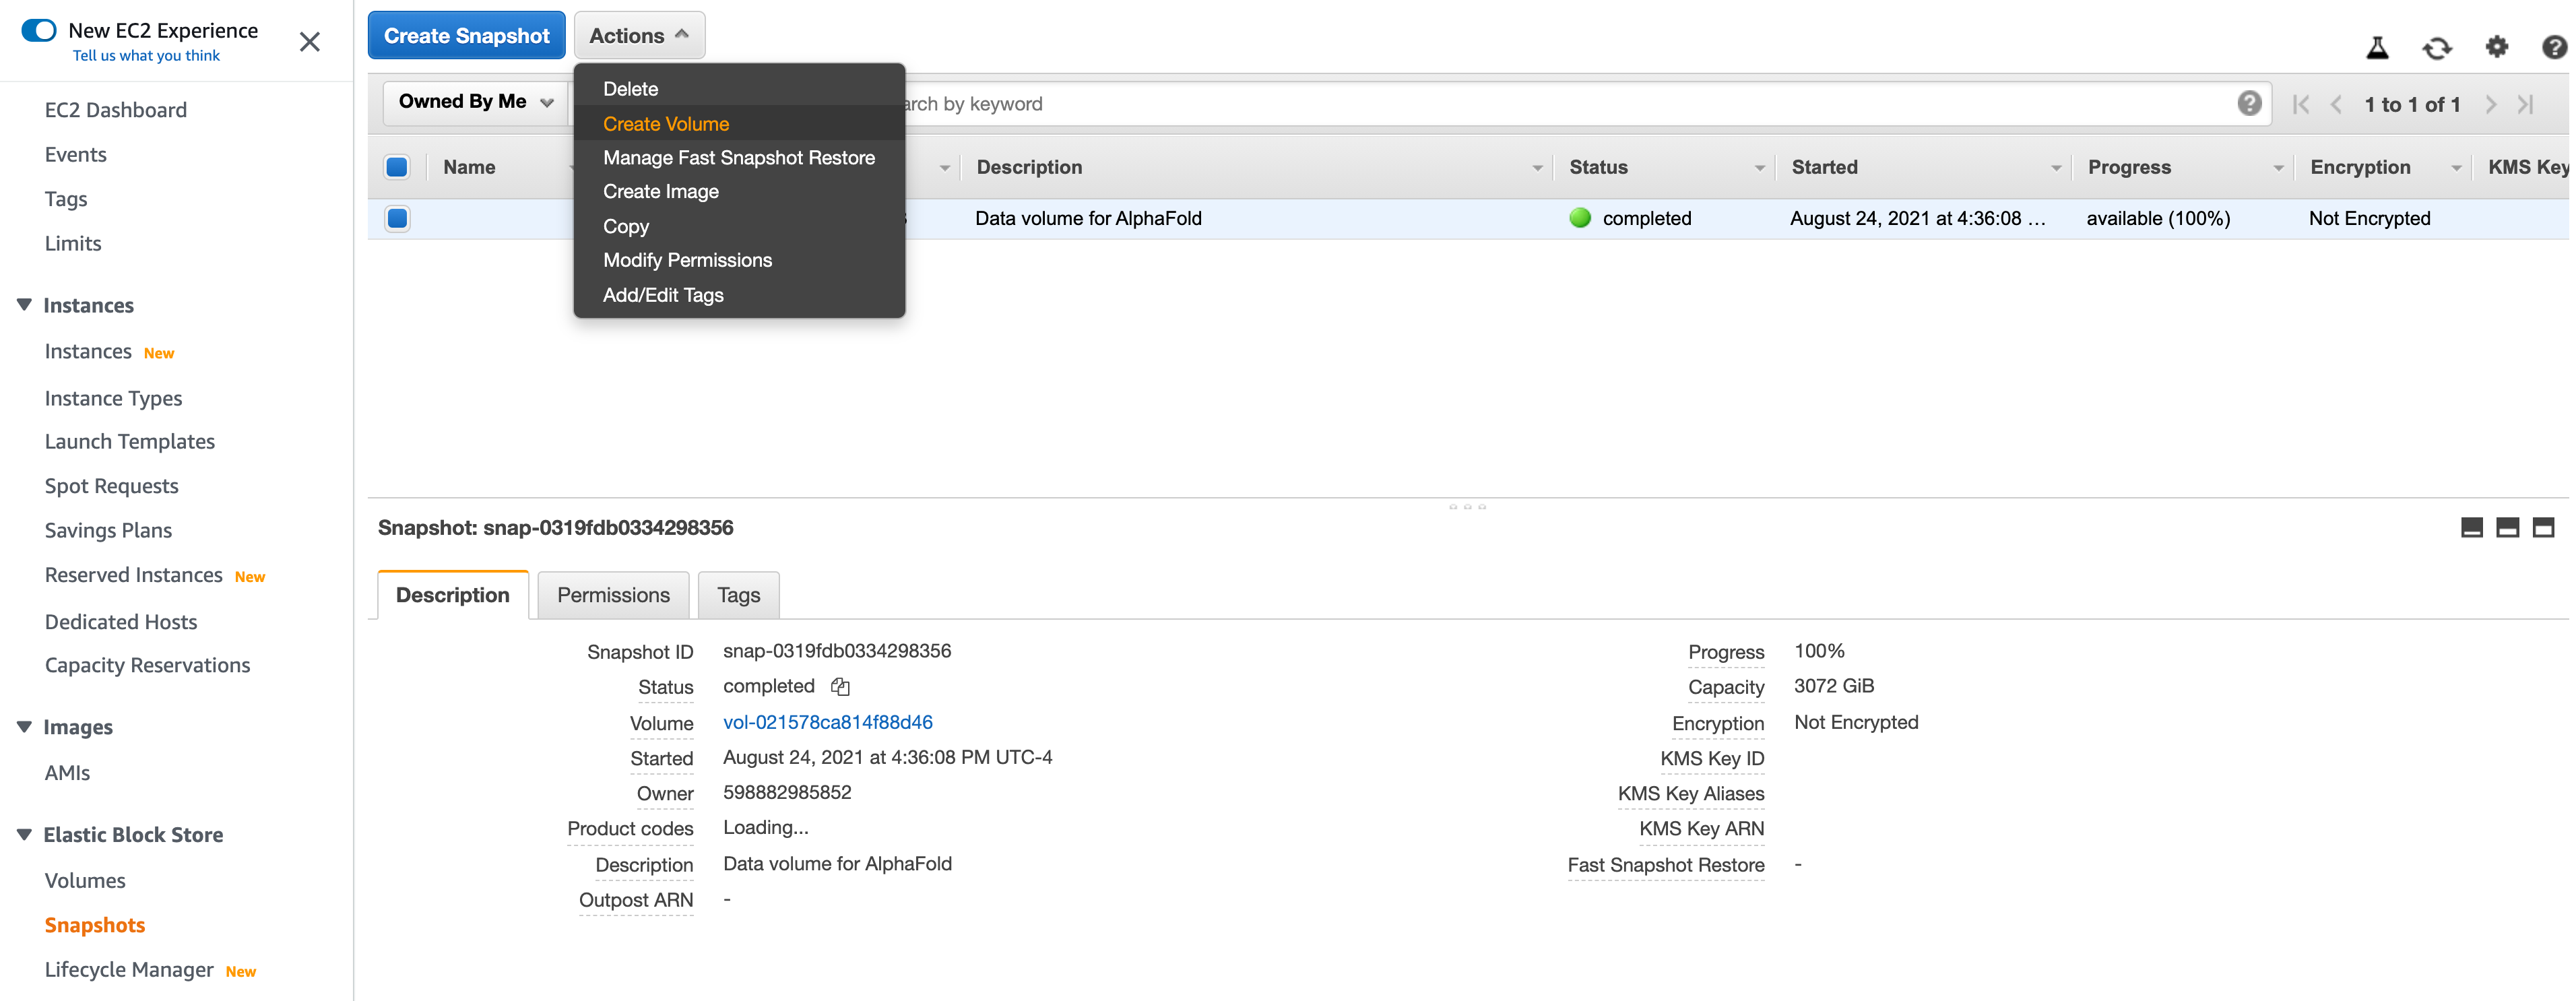 New EC2 Experience
Tell us what you think
EC2 Dashboard
Events
Tags
Limits
Instances
Instances New
Instance Types
Launch Templates
Spot Requests
Savings Plans
Reserved Instances New
Dedicated Hosts
Capacity Reservations
Images
AMIs
Elastic Block Store
Volumes
Snapshots
Lifecycle Manager New
Create Snapshot Actions
Delete
Create Volume
Manage Fast Snapshot Restore
Create Image
Copy
Modify Permissions
Add/Edit Tags
Owned By Me by keyword 1 to 1 of 1
Name Description Status Started Progress Encryption KMS Key
Data volume for AlphaFold completed August 24, 2021 at 4:36:08 ... available (100%) Not Encrypted
Snapshot: snap-0319fdb0334298356
Description Permissions Tags
Snapshot ID snap-0319fdb0334298356
Status completed
Volume vol-021578ca814f88d46
Started August 24, 2021 at 4:36:08 PM UTC-4
Owner 598882985852
Product codes Loading...
Description Data volume for AlphaFold
Outpost ARN -
Progress 100%
Capacity 3072 GiB
Encryption Not Encrypted
KMS Key ID
KMS Key Aliases
KMS Key ARN
Fast Snapshot Restore -